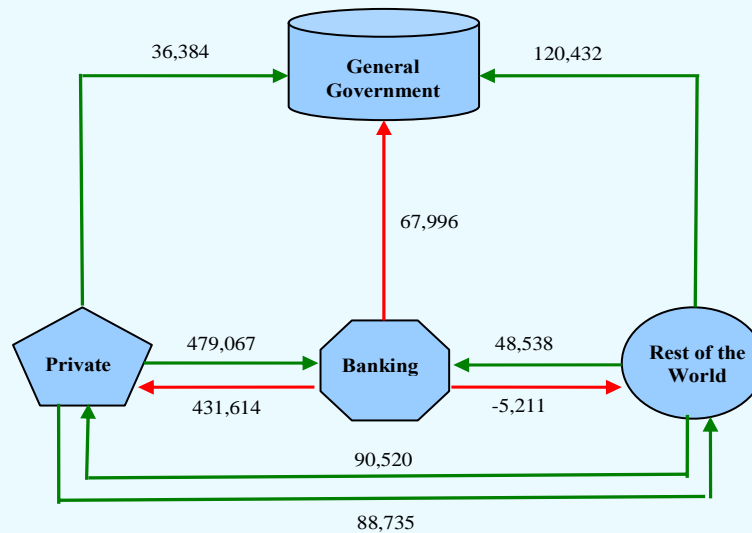 36,384
General
Government
120,432
67,996
Private
479,067
Banking
48,538
Rest of the
World
431,614
-5,211
90,520
88,735